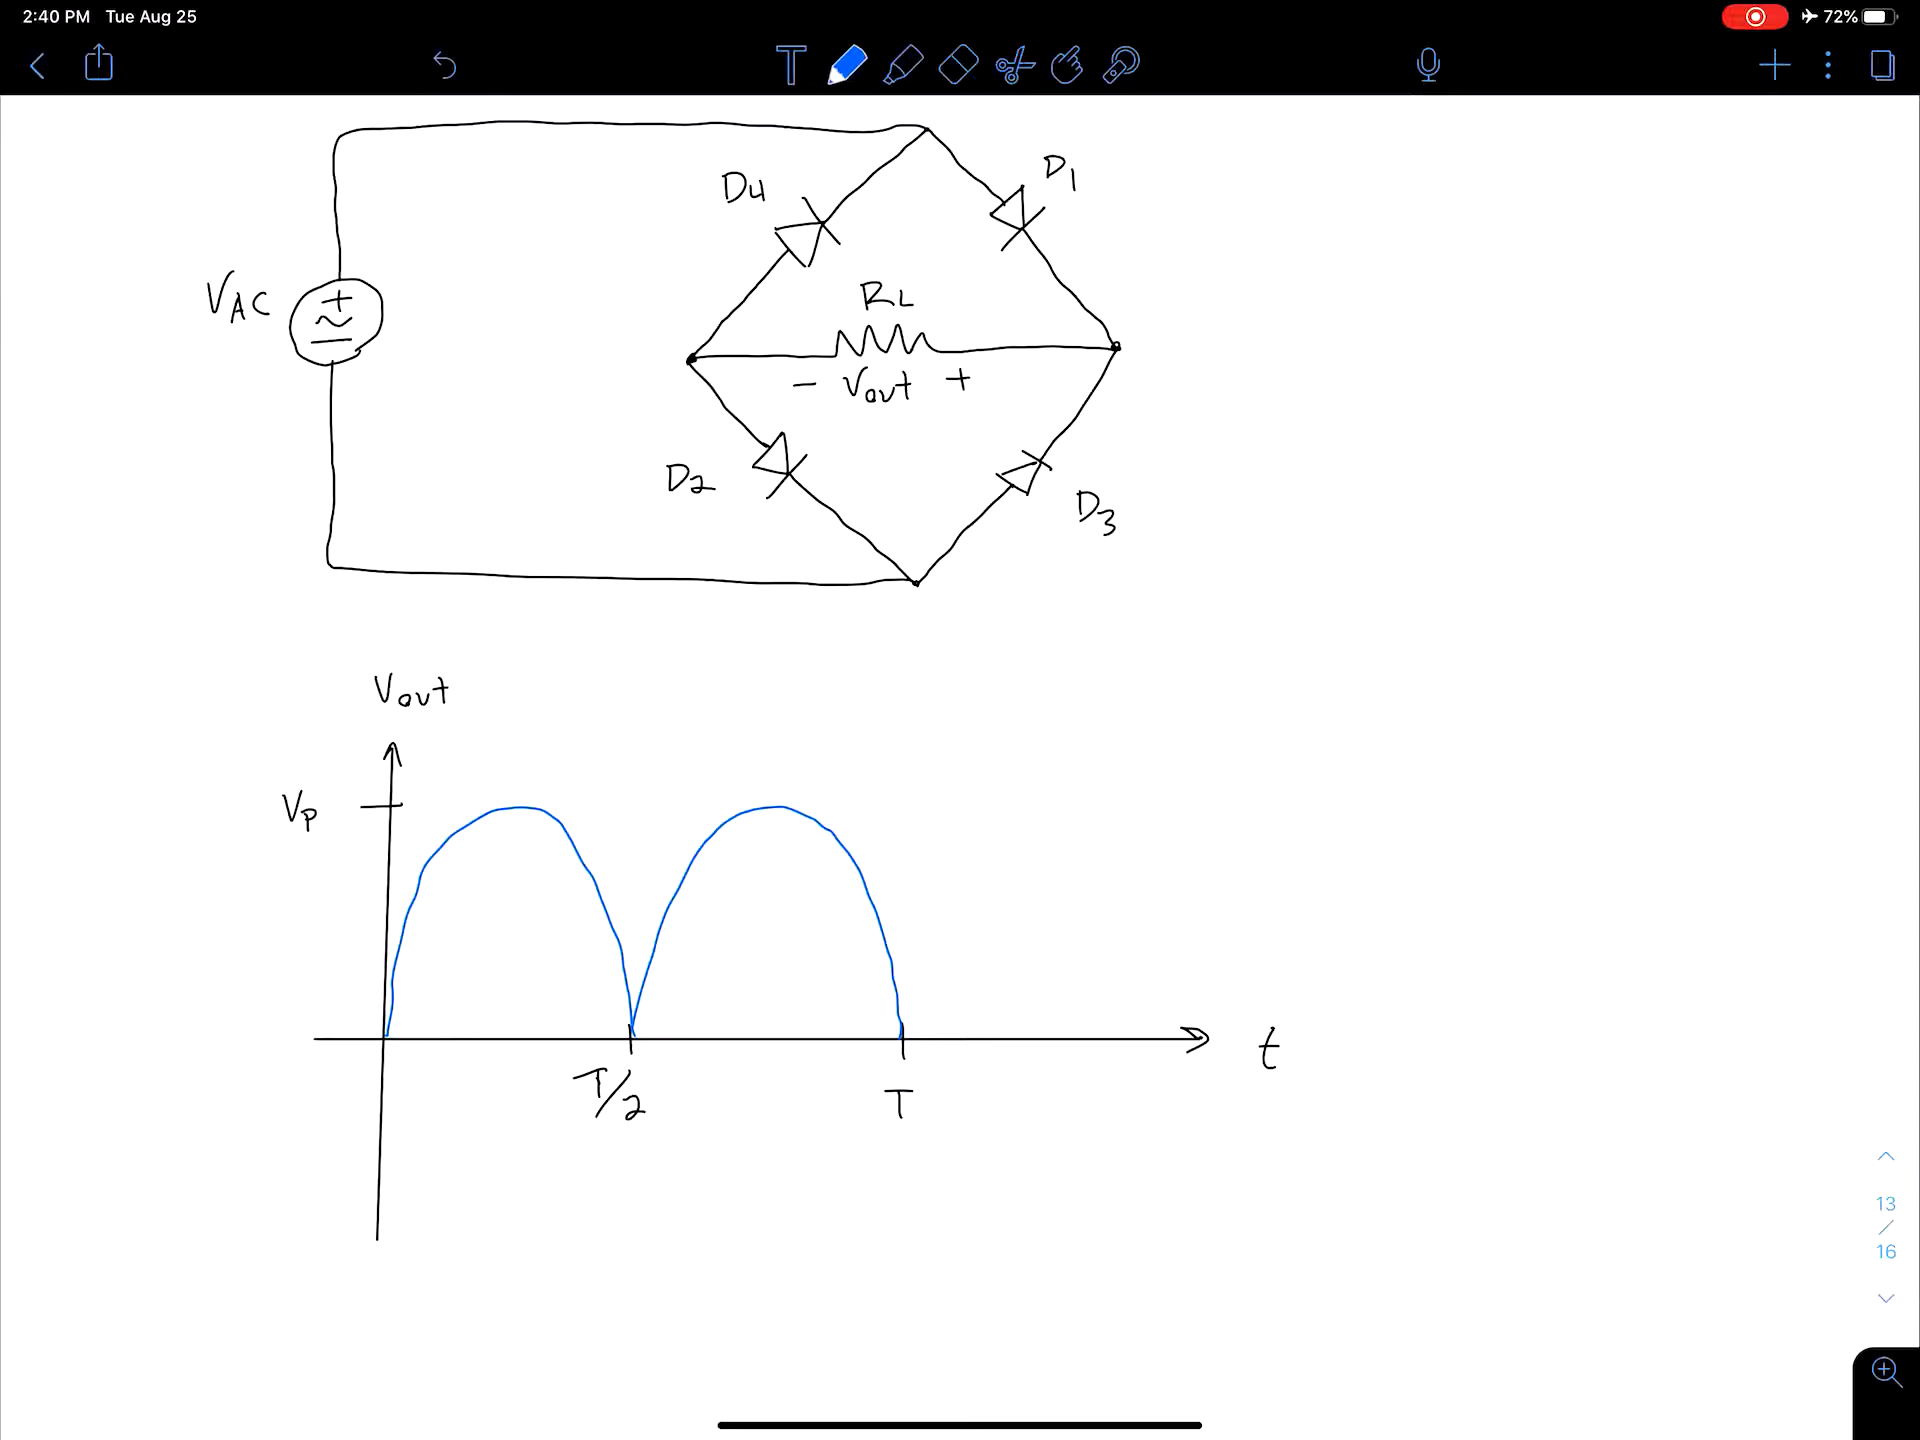 2:40 PM Tue Aug 25
72%
T
D4
D1
VAC
+
~
−
RL
− Vout +
D2
D3
Vout
Vp
t
T/2
T
13
/
16